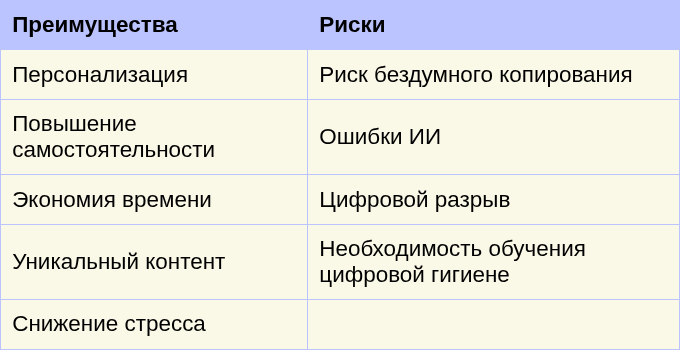 Преимущества
Риски
Персонализация
Риск бездумного копирования
Повышение
самостоятельности
Ошибки ИИ
Экономия времени
Цифровой разрыв
Уникальный контент
Необходимость обучения
цифровой гигиене
Снижение стресса